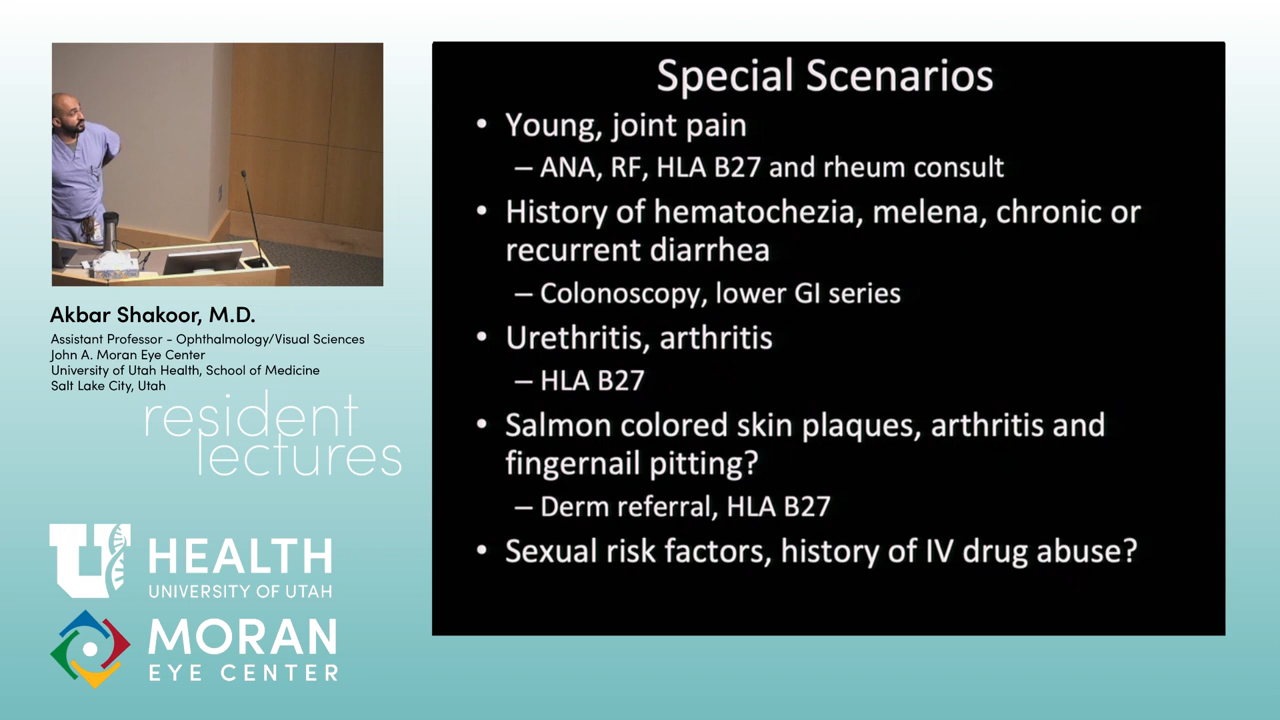 Special Scenarios
• Young, joint pain
– ANA, RF, HLA B27 and rheum consult
• History of hematochezia, melena, chronic or
recurrent diarrhea
– Colonoscopy, lower GI series
• Urethritis, arthritis
– HLA B27
• Salmon colored skin plaques, arthritis and
fingernail pitting?
– Derm referral, HLA B27
• Sexual risk factors, history of IV drug abuse?
Akbar Shakoor, M.D.
Assistant Professor - Ophthalmology/Visual Sciences
John A. Moran Eye Center
University of Utah Health, School of Medicine
Salt Lake City, Utah
resident
lectures
U HEALTH
UNIVERSITY OF UTAH
MORAN
EYE CENTER